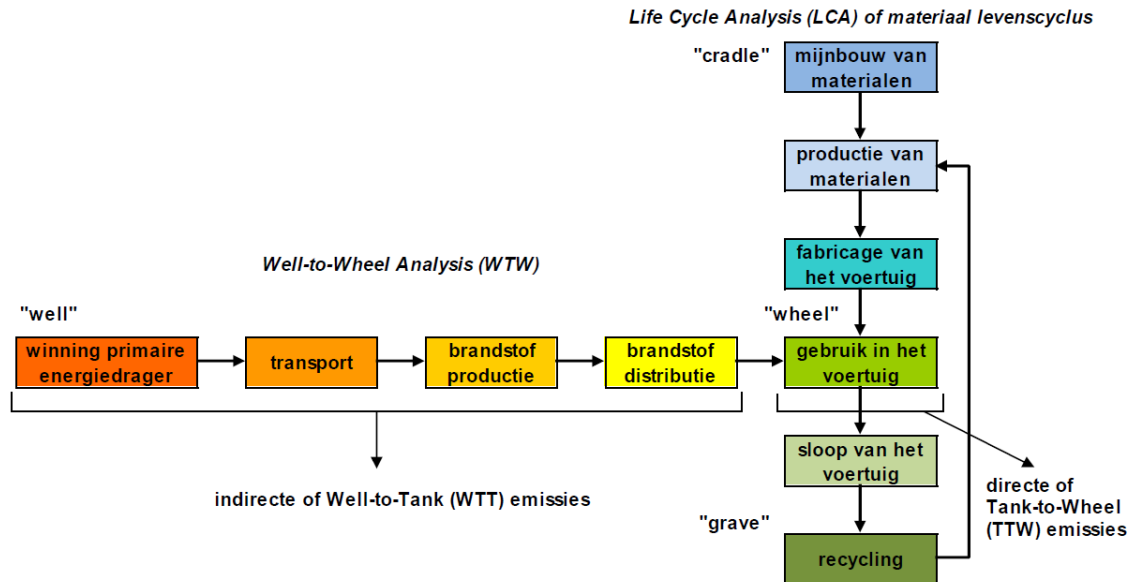 Life Cycle Analysis (LCA) of materiaal levenscyclus
"cradle"
mijnbouw van
materialen
productie van
materialen
fabricage van
het voertuig
Well-to-Wheel Analysis (WTW)
"well"
"wheel"
winning primaire
energiedrager
transport
brandstof
productie
brandstof
distributie
gebruik in het
voertuig
sloop van het
voertuig
indirecte of Well-to-Tank (WTT) emissies
directe of
Tank-to-Wheel
(TTW) emissies
"grave"
recycling